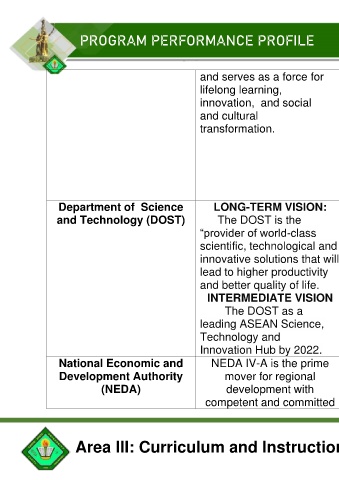 PROGRAM PERFORMANCE PROFILE
and serves as a force for
lifelong learning,
innovation, and social
and cultural
transformation.
Department of Science
and Technology (DOST)
LONG-TERM VISION:
The DOST is the
“provider of world-class
scientific, technological and
innovative solutions that will
lead to higher productivity
and better quality of life.
INTERMEDIATE VISION
The DOST as a
leading ASEAN Science,
Technology and
Innovation Hub by 2022.
National Economic and
Development Authority
(NEDA)
NEDA IV-A is the prime
mover for regional
development with
competent and committed
Area III: Curriculum and Instruction